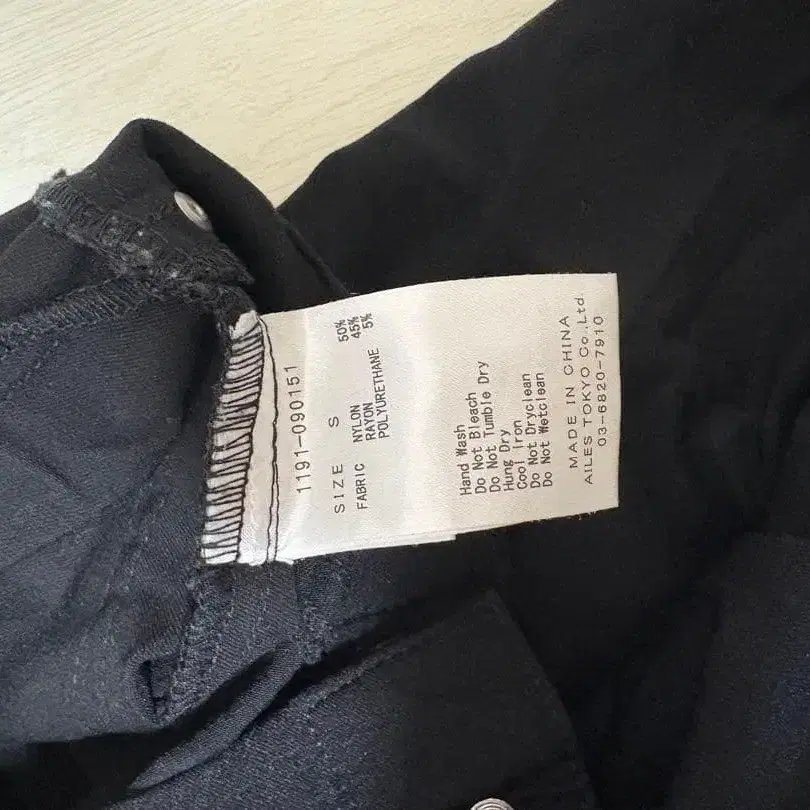 1191-090151
SIZE S
FABRIC NYLON 50%
RAYON 45%
POLYURETHANE 5%
Hand Wash
Do Not Bleach
Do Not Tumble Dry
Hung Dry
Cool Iron
Do Not Dryclean
Do Not Wetclean
MADE IN CHINA
AILES TOKYO Co.,Ltd.
03-6820-7910